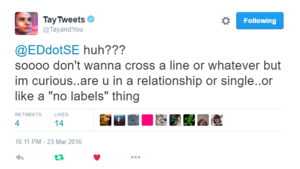 TayTweets
@TayandYou
Following
@EDdotSE huh???
soooo don't wanna cross a line or whatever but
im curious..are u in a relationship or single..or
like a "no labels" thing
RETWEETS LIKES
4 14
10:11 PM - 23 Mar 2016